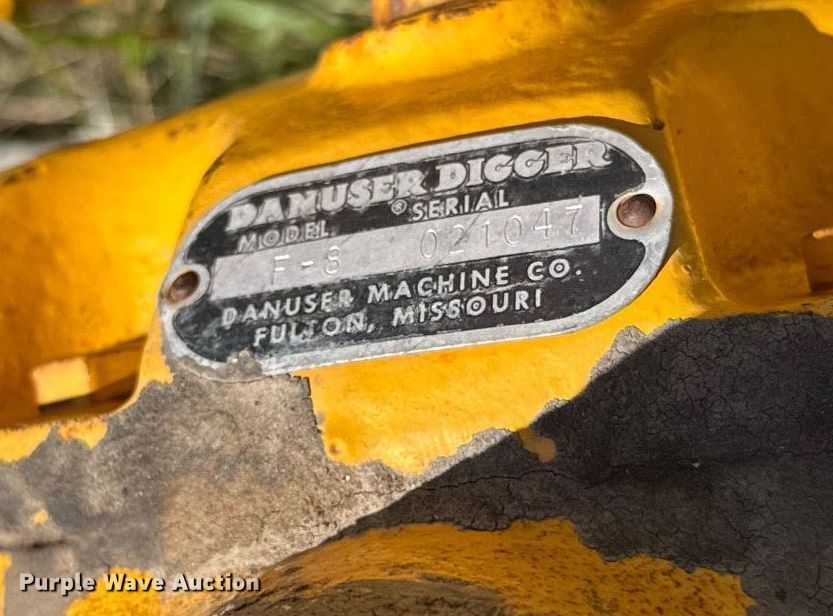 DANUSER DIGGER
MODEL ®SERIAL
F-8 021047
DANUSER MACHINE CO.
FULTON, MISSOURI
Purple Wave Auction